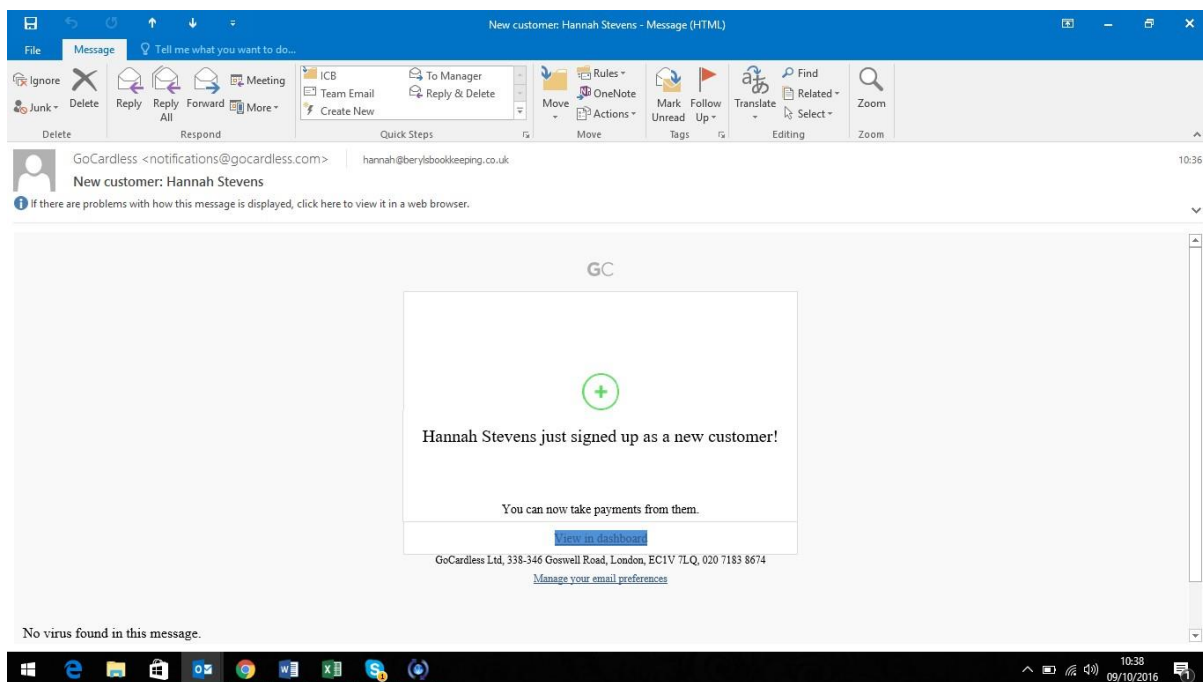 New customer: Hannah Stevens - Message (HTML)
File Message Tell me what you want to do...
Ignore
Junk
Delete
Reply
Reply All
Forward
Meeting
More
ICB
Team Email
Create New
To Manager
Reply & Delete
Move
Rules
OneNote
Actions
Mark Unread
Follow Up
Translate
Find
Related
Select
Zoom
Delete Respond Quick Steps Move Tags Editing Zoom
GoCardless <notifications@gocardless.com> hannah@berylsbookkeeping.co.uk 10:36
New customer: Hannah Stevens
If there are problems with how this message is displayed, click here to view it in a web browser.
GC
Hannah Stevens just signed up as a new customer!
You can now take payments from them.
View in dashboard
GoCardless Ltd, 338-346 Goswell Road, London, EC1V 7LQ, 020 7183 8674
Manage your email preferences
No virus found in this message.
10:38
09/10/2016